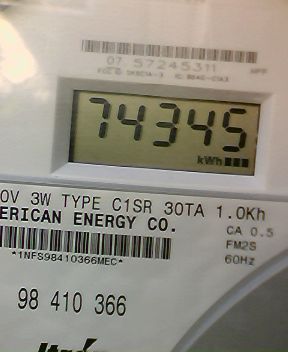 07 57245311
74345
kWh
0V 3W TYPE C1SR 30TA 1.0Kh
ERICAN ENERGY CO.
CA 0.5
FM2S
60Hz
*1NFS98410366MEC*
98 410 366
Itrón